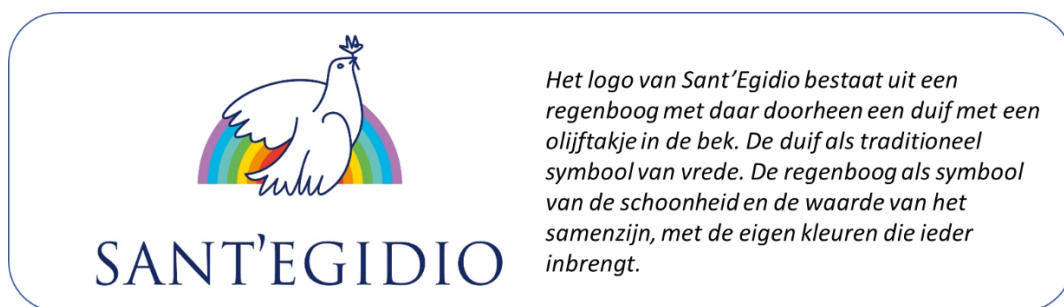 SANT'EGIDIO
Het logo van Sant'Egidio bestaat uit een
regenboog met daar doorheen een duif met een
olijftakje in de bek. De duif als traditioneel
symbool van vrede. De regenboog als symbool
van de schoonheid en de waarde van het
samenzijn, met de eigen kleuren die ieder
inbrengt.